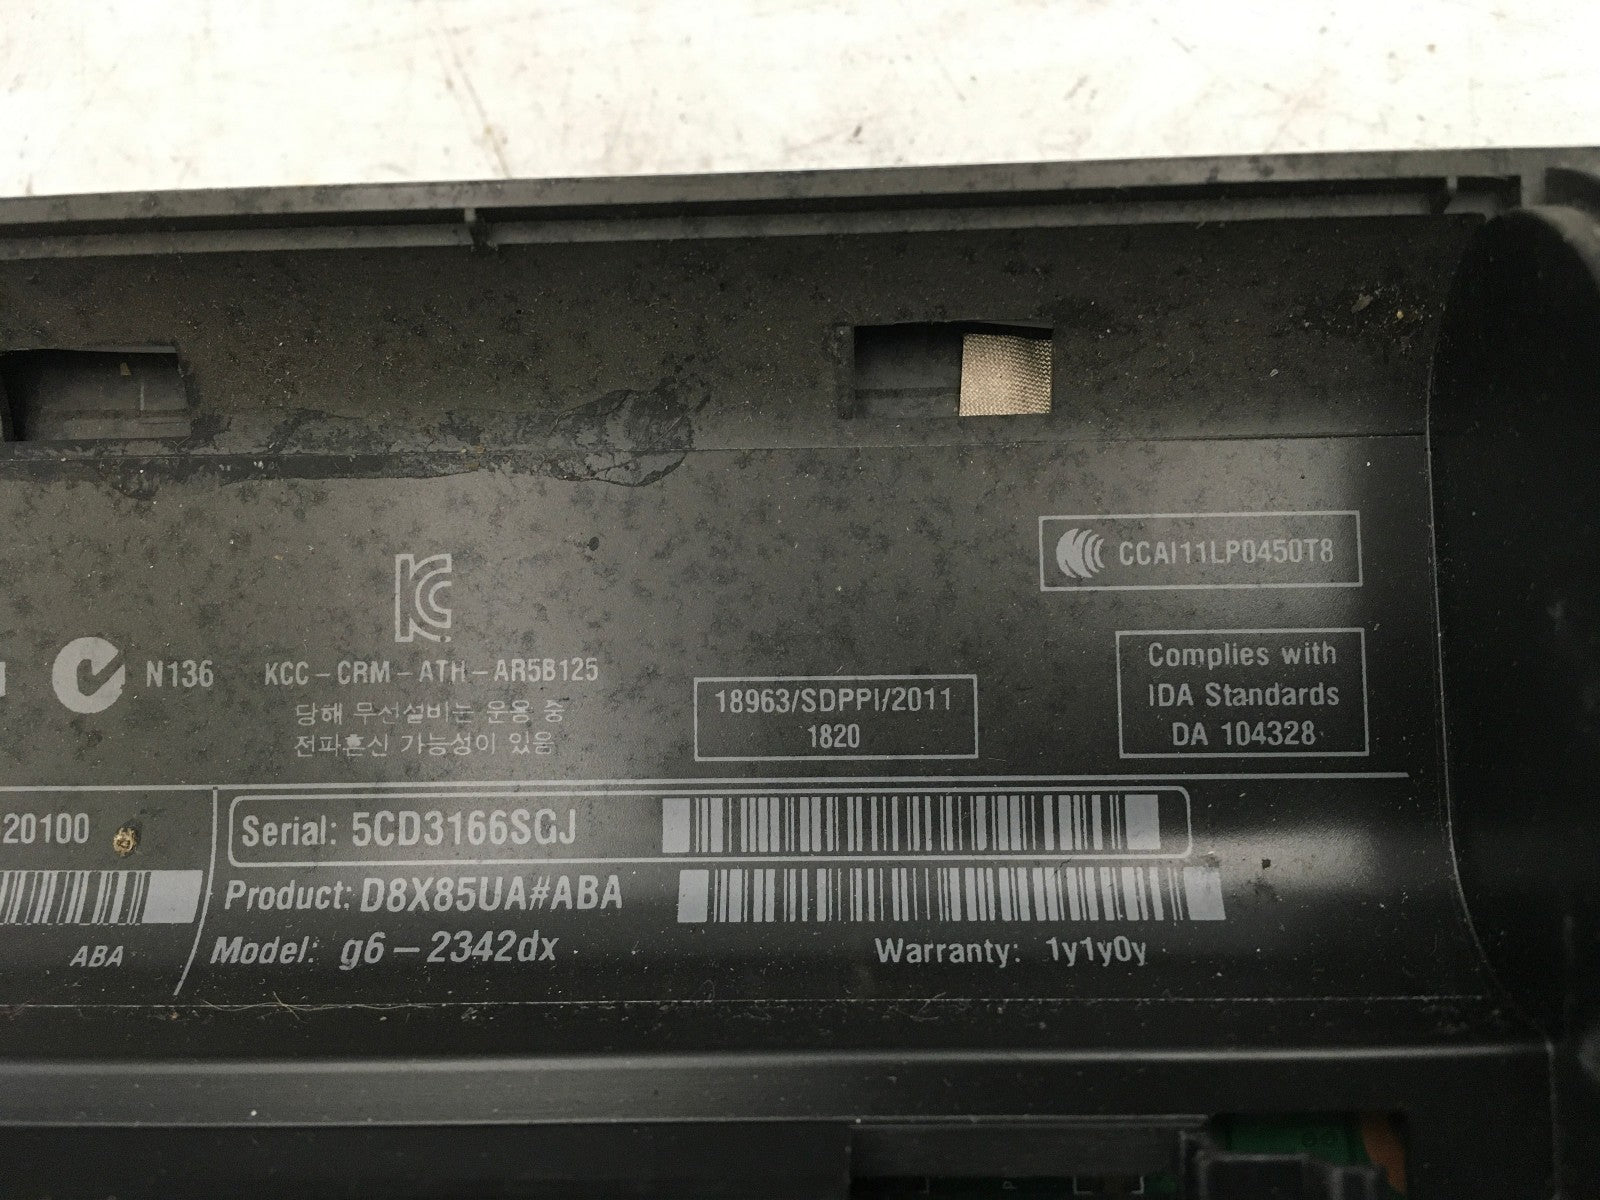 CCAI11LP0450T8
N136
KCC-CRM-ATH-AR5B125
당해 무선설비는 운용 중
전파혼신 가능성이 있음
18963/SDPPI/2011
1820
Complies with
IDA Standards
DA 104328
20100
ABA
Serial: 5CD3166SGJ
Product: D8X85UA#ABA
Model: g6-2342dx
Warranty: 1y1y0y